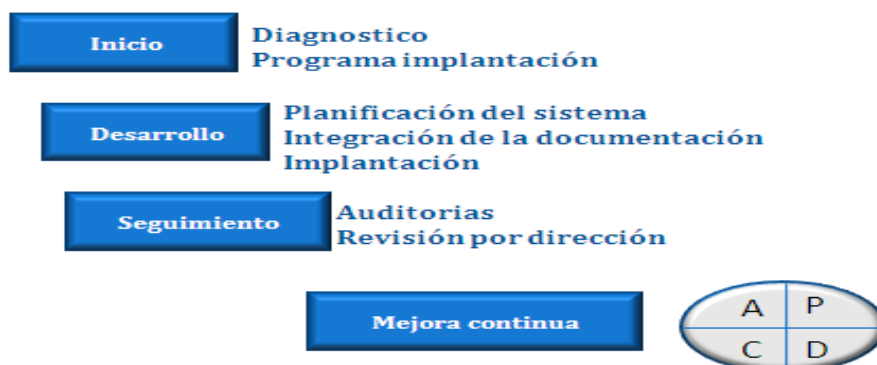 Inicio
Diagnostico
Programa implantación
Desarrollo
Planificación del sistema
Integración de la documentación
Implantación
Seguimiento
Auditorias
Revisión por dirección
Mejora continua
A P
C D